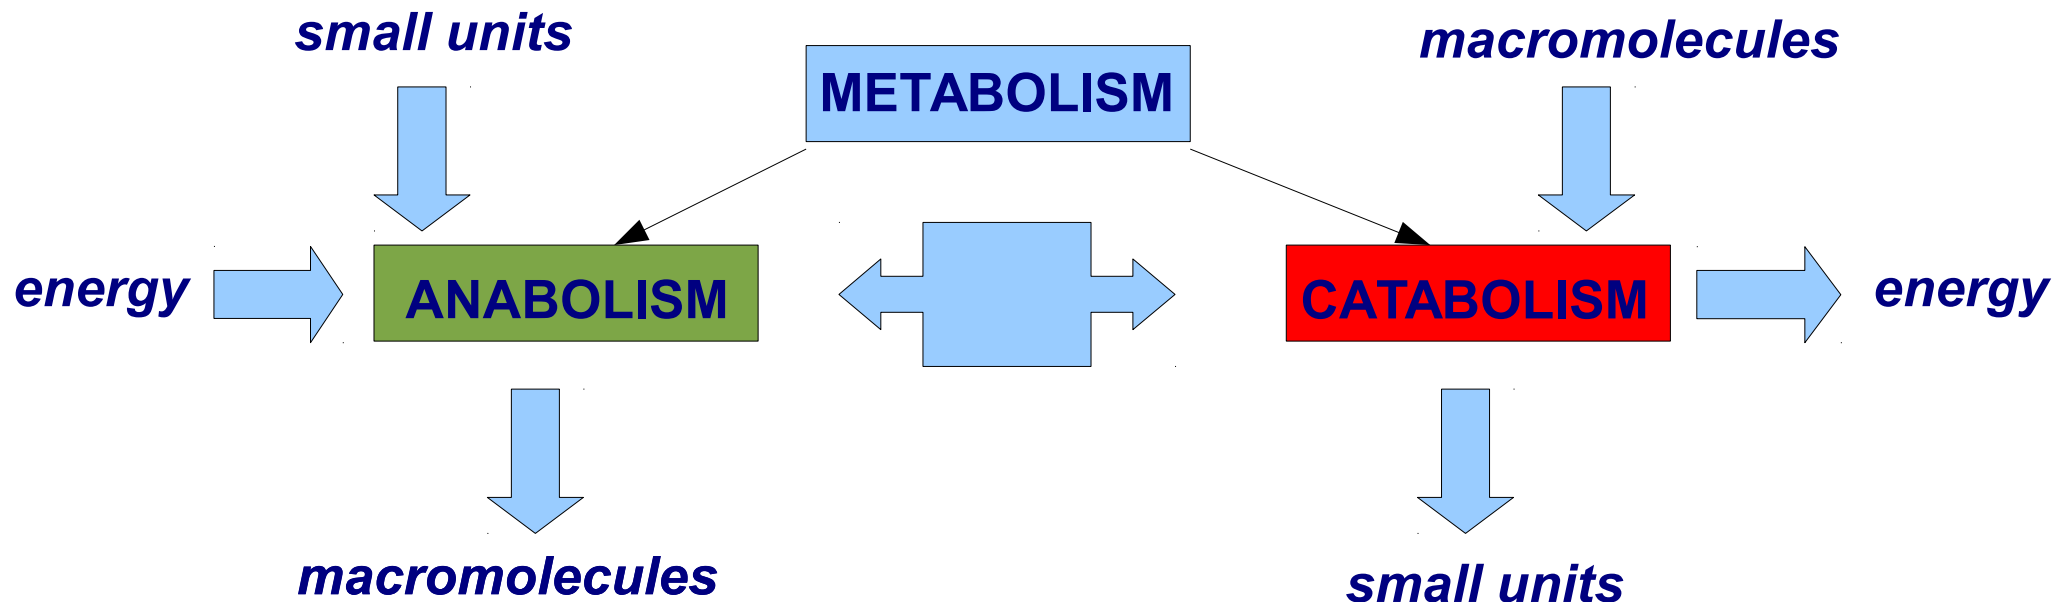 small units
METABOLISM
macromolecules
energy
ANABOLISM
CATABOLISM
energy
macromolecules
small units